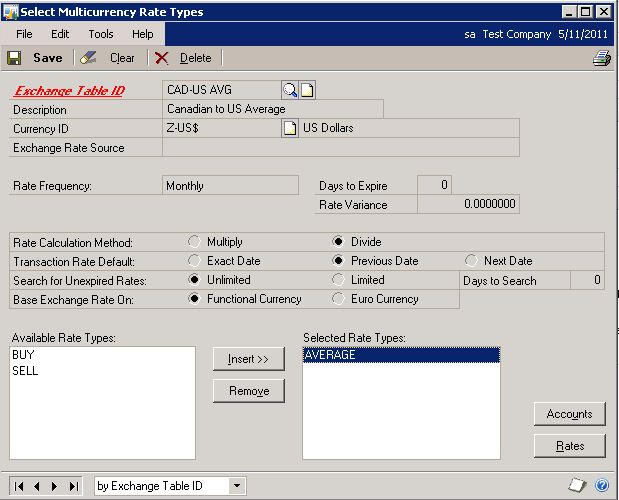 Select Multicurrency Rate Types
File Edit Tools Help sa Test Company 5/11/2011
Save Clear Delete
Exchange Table ID CAD-US AVG
Description Canadian to US Average
Currency ID Z-US$ US Dollars
Exchange Rate Source
Rate Frequency: Monthly Days to Expire 0
Rate Variance 0.0000000
Rate Calculation Method: Multiply Divide
Transaction Rate Default: Exact Date Previous Date Next Date
Search for Unexpired Rates: Unlimited Limited Days to Search 0
Base Exchange Rate On: Functional Currency Euro Currency
Available Rate Types: Selected Rate Types:
BUY Insert >> AVERAGE
SELL
Remove
Accounts
Rates
by Exchange Table ID